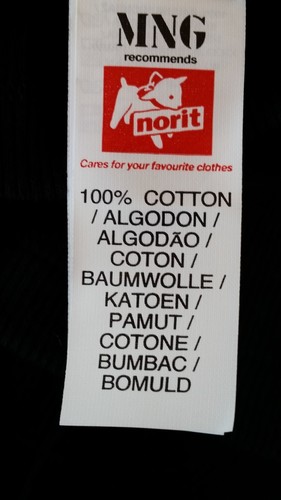 MNG
recommends
norit
Cares for your favourite clothes
100% COTTON
/ ALGODON /
ALGODÃO /
COTON /
BAUMWOLLE /
KATOEN /
PAMUT /
COTONE /
BUMBAC /
BOMULD